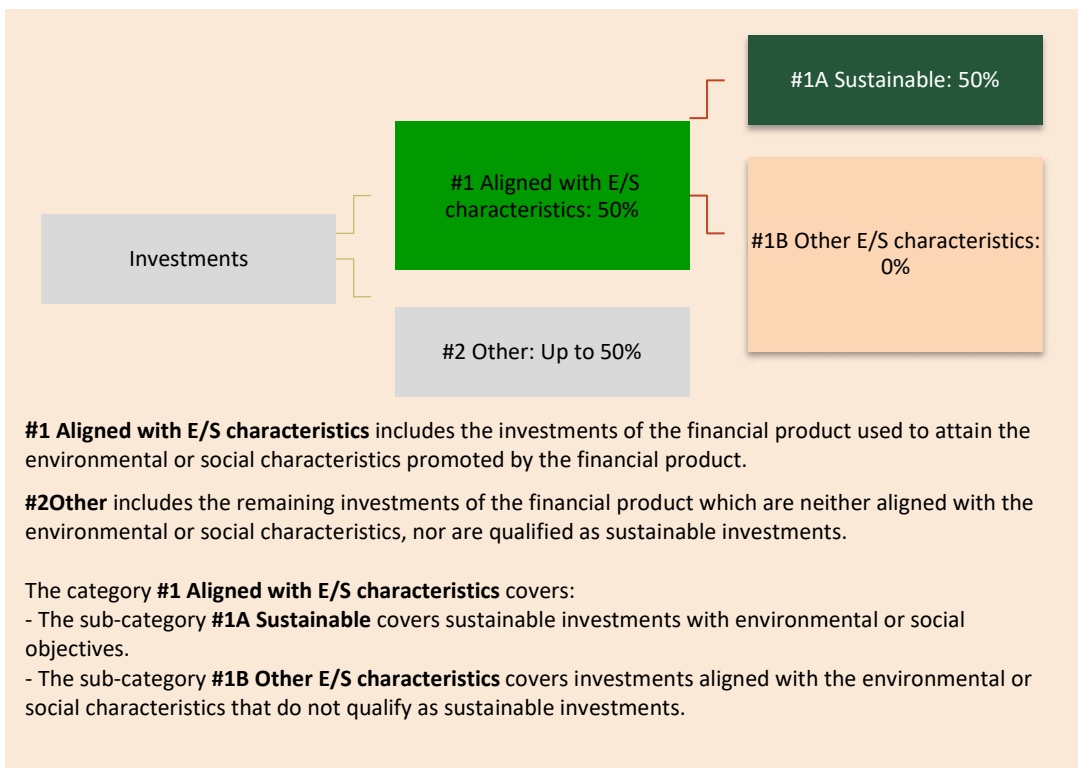 #1A Sustainable: 50%
#1 Aligned with E/S
characteristics: 50%
Investments
#1B Other E/S characteristics:
0%
#2 Other: Up to 50%
#1 Aligned with E/S characteristics includes the investments of the financial product used to attain the
environmental or social characteristics promoted by the financial product.
#2Other includes the remaining investments of the financial product which are neither aligned with the
environmental or social characteristics, nor are qualified as sustainable investments.
The category #1 Aligned with E/S characteristics covers:
- The sub-category #1A Sustainable covers sustainable investments with environmental or social
objectives.
- The sub-category #1B Other E/S characteristics covers investments aligned with the environmental or
social characteristics that do not qualify as sustainable investments.